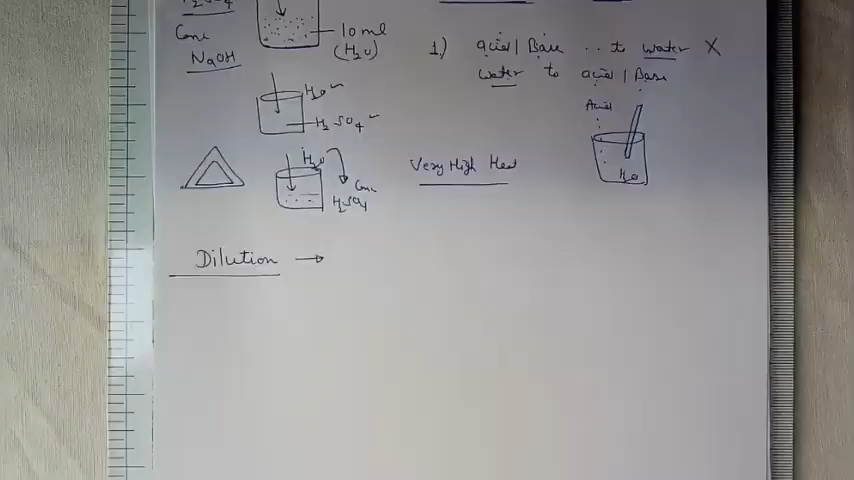 H2SO4
Conc
NaOH
10 ml
(H2O)
H2O
H2SO4
H2O
Conc
H2SO4
1.) acid | Base .. to water X
water to acid | Base
Acid
H2O
Very High Heat
Dilution →